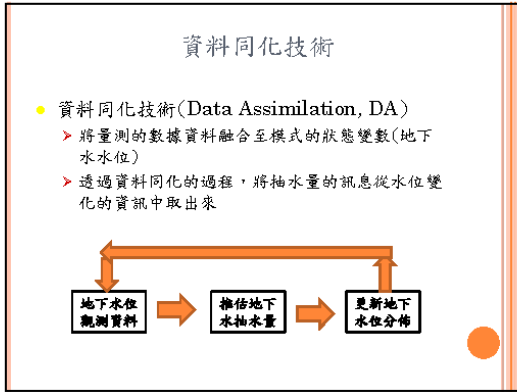 資料同化技術
資料同化技術(Data Assimilation, DA)
將量測的數據資料融合至模式的狀態變數(地下
水水位)
透過資料同化的過程，將抽水量的訊息從水位變
化的資訊中取出來
地下水位
觀測資料
推估地下
水抽水量
更新地下
水位分佈